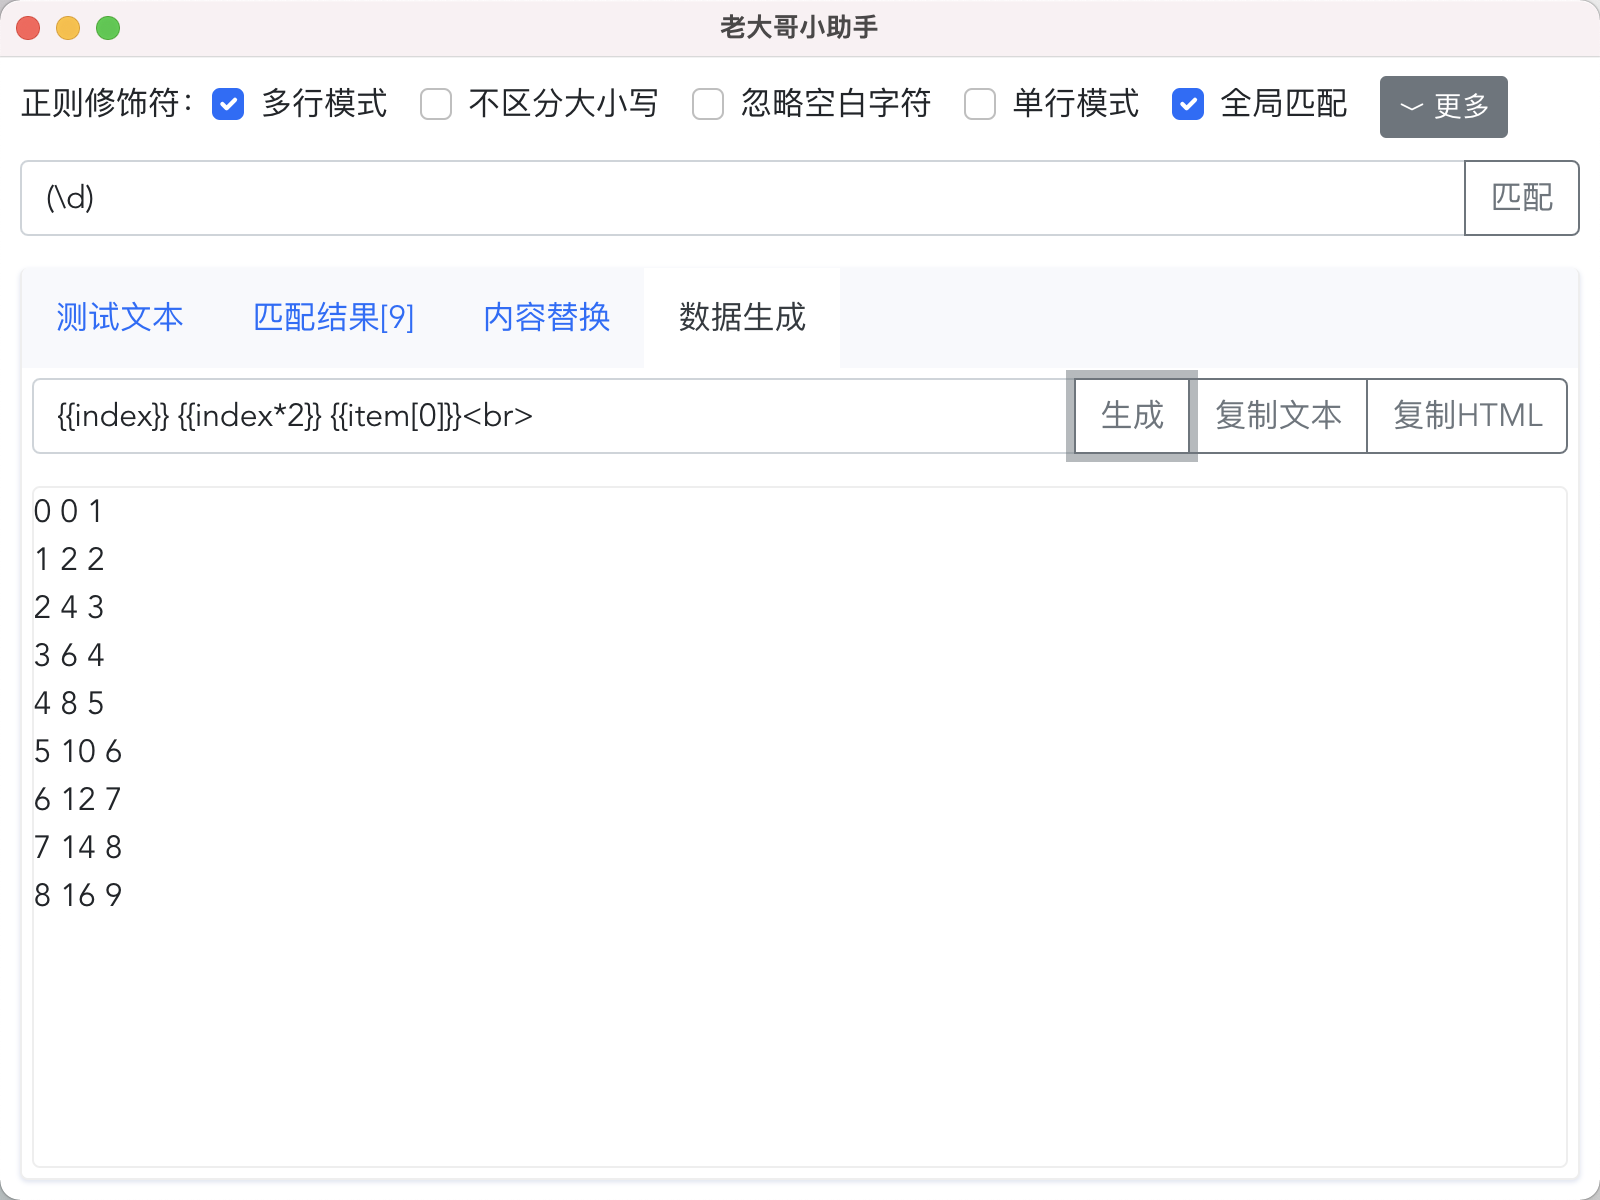 老大哥小助手
正则修饰符： 多行模式 不区分大小写 忽略空白字符 单行模式 全局匹配 更多
(\d) 匹配
测试文本 匹配结果[9] 内容替换 数据生成
{{index}} {{index*2}} {{item[0]}}<br> 生成 复制文本 复制HTML
0 0 1
1 2 2
2 4 3
3 6 4
4 8 5
5 10 6
6 12 7
7 14 8
8 16 9